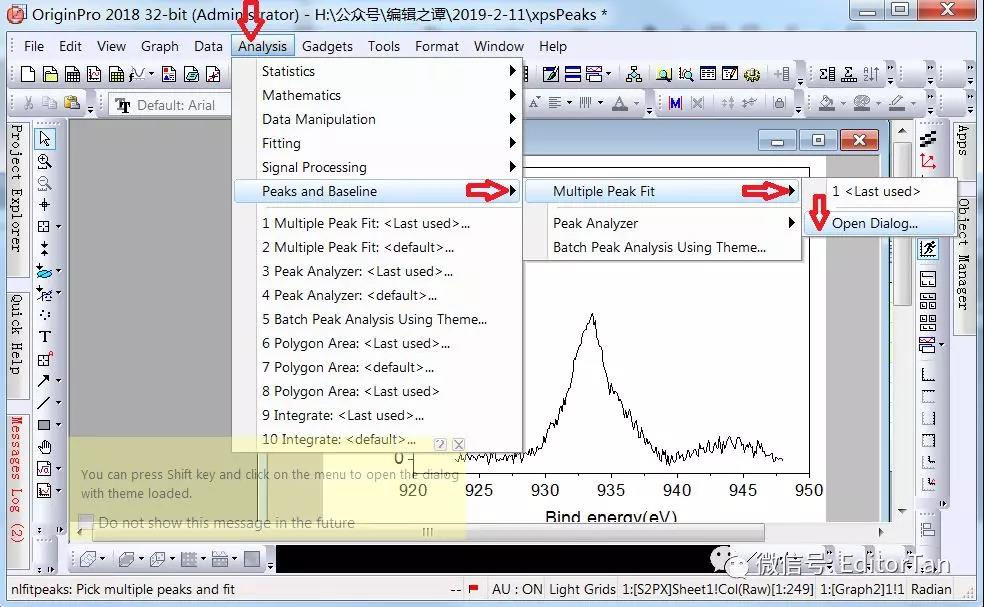 OriginPro 2018 32-bit (Administrator) - H:\公众号\编辑之谭\2019-2-11\xpsPeaks *
File Edit View Graph Data Analysis Gadgets Tools Format Window Help
Default: Arial
Statistics
Mathematics
Data Manipulation
Fitting
Signal Processing
Peaks and Baseline
1 Multiple Peak Fit: <Last used>...
2 Multiple Peak Fit: <default>...
3 Peak Analyzer: <Last used>...
4 Peak Analyzer: <default>...
5 Batch Peak Analysis Using Theme...
6 Polygon Area: <Last used>...
7 Polygon Area: <default>...
8 Polygon Area: <Last used>
9 Integrate: <Last used>...
10 Integrate: <default>...
Multiple Peak Fit
Peak Analyzer
Batch Peak Analysis Using Theme...
1 <Last used>
Open Dialog...
Project Explorer
Quick Help
Messages Log (2)
Apps
Object Manager
You can press Shift key and click on the menu to open the dialog
with theme loaded.
Do not show this message in the future
0
920 925 930 935 940 945 950
Bind energy(eV)
微信号: EditorTan
nlfitpeaks: Pick multiple peaks and fit
-- AU : ON Light Grids 1:[S2PX]Sheet1!Col(Raw)[1:249] 1:[Graph2]1!1 Radian